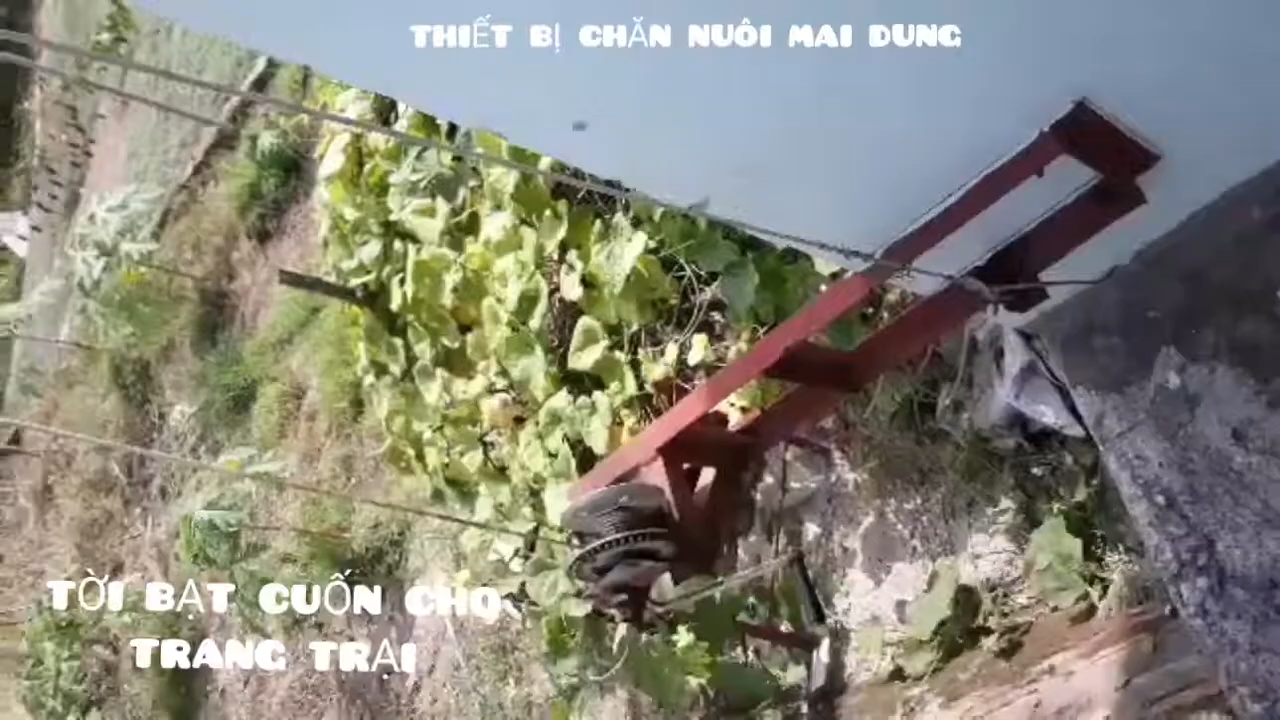 THIẾT BỊ CHĂN NUÔI MAI DUNG
TỜI BẠT CUỐN CHO
TRANG TRẠI